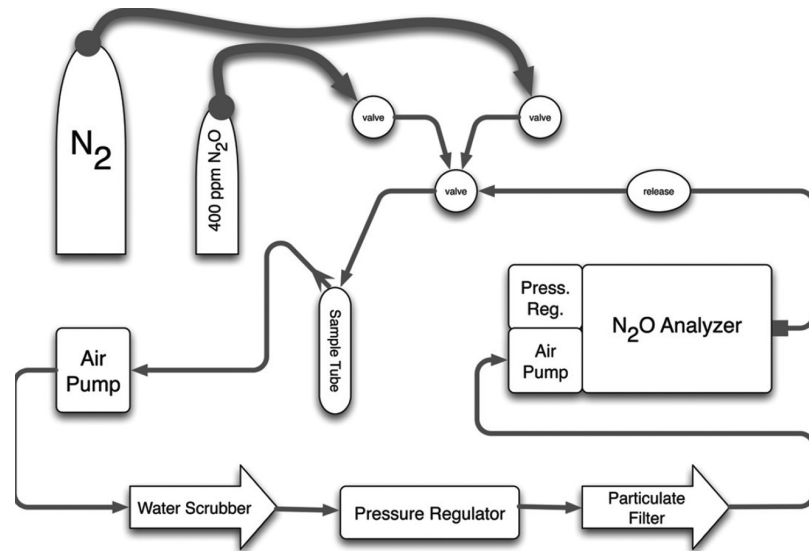 N2
400 ppm N2O
valve
valve
valve
release
Sample Tube
Press.
Reg.
N2O Analyzer
Air
Pump
Air
Pump
Water Scrubber
Pressure Regulator
Particulate
Filter